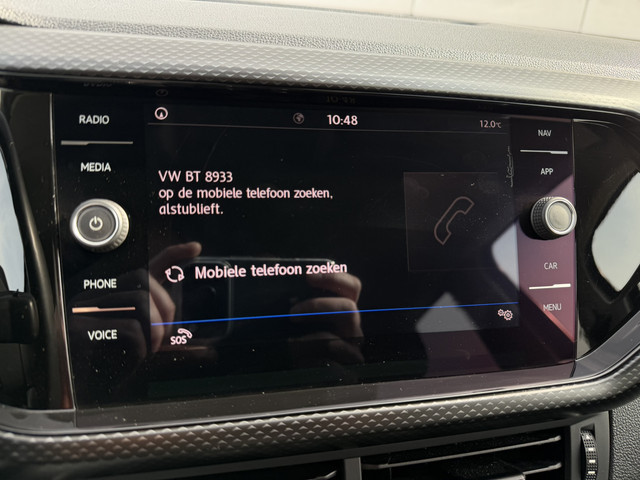 RADIO
MEDIA
PHONE
VOICE
10:48
12.0°C
VW BT 8933
op de mobiele telefoon zoeken,
alstublieft.
Mobiele telefoon zoeken
SOS
NAV
APP
CAR
MENU